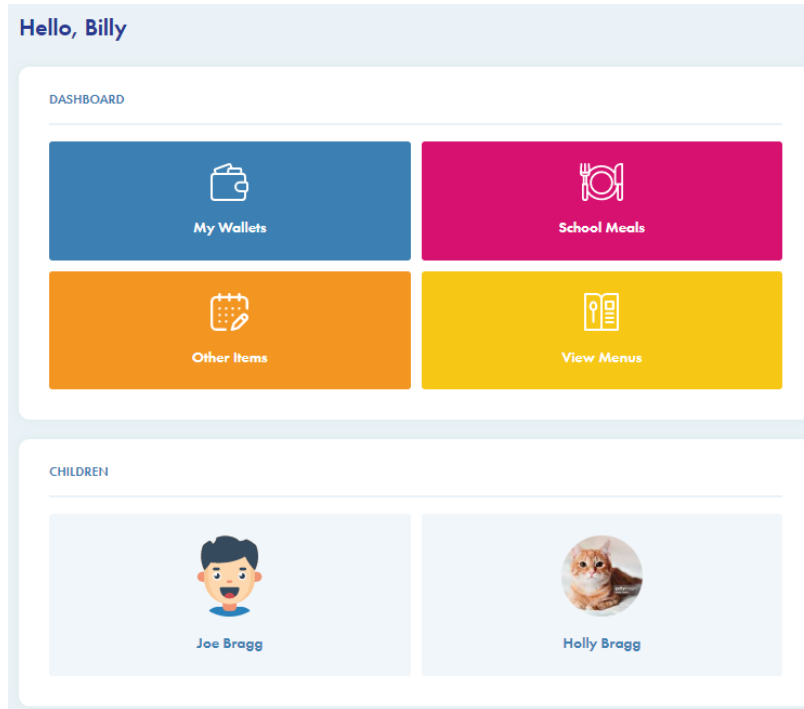 Hello, Billy
DASHBOARD
My Wallets
School Meals
Other Items
View Menus
CHILDREN
Joe Bragg
Holly Bragg